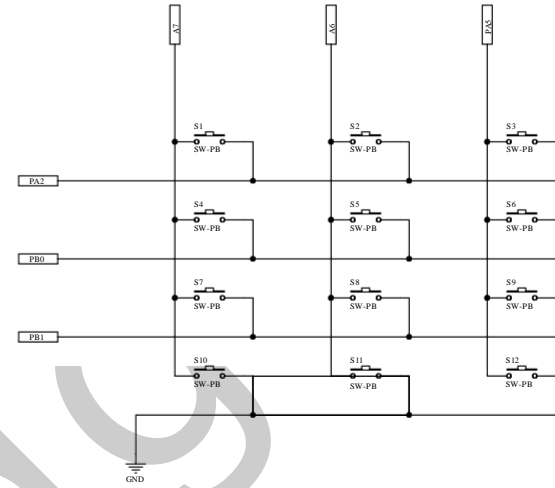 A7 A6 PA5
S1 S2 S3
SW-PB SW-PB SW-PB
PA2
S4 S5 S6
SW-PB SW-PB SW-PB
PB0
S7 S8 S9
SW-PB SW-PB SW-PB
PB1
S10 S11 S12
SW-PB SW-PB SW-PB
GND